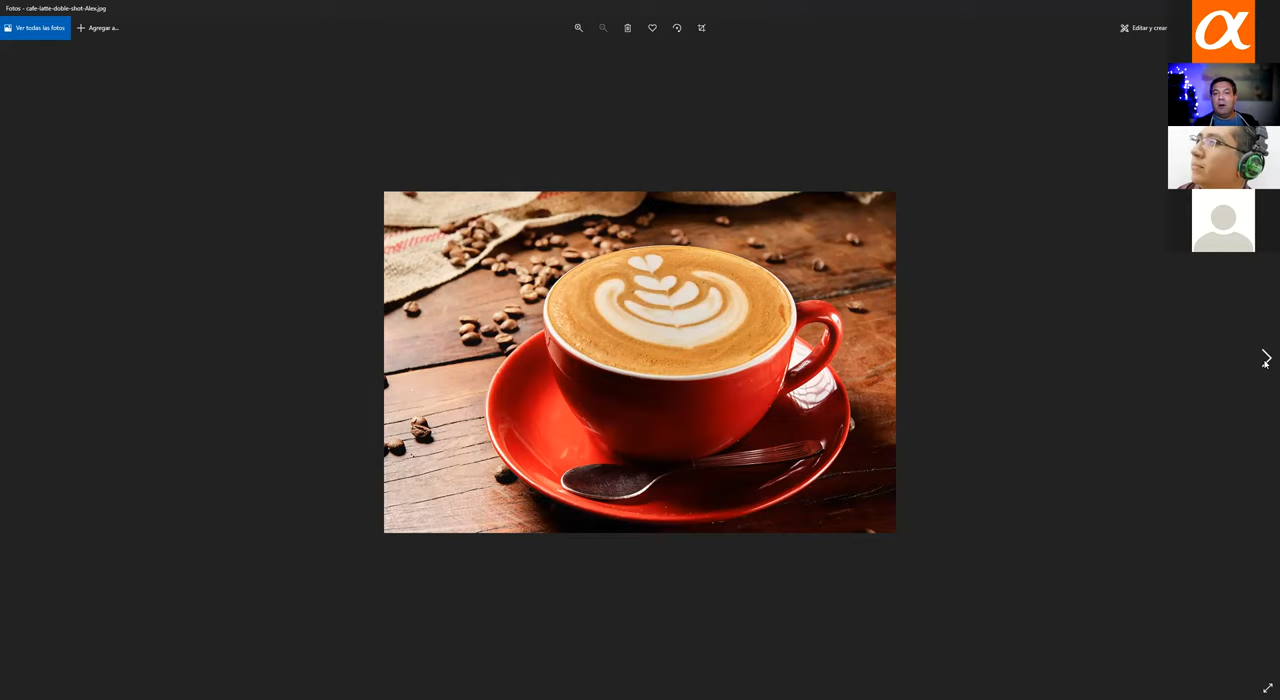 Fotos - cafe-latte-doble-shot-Alex.jpg
Ver todas las fotos
Agregar a...
Editar y crear
α